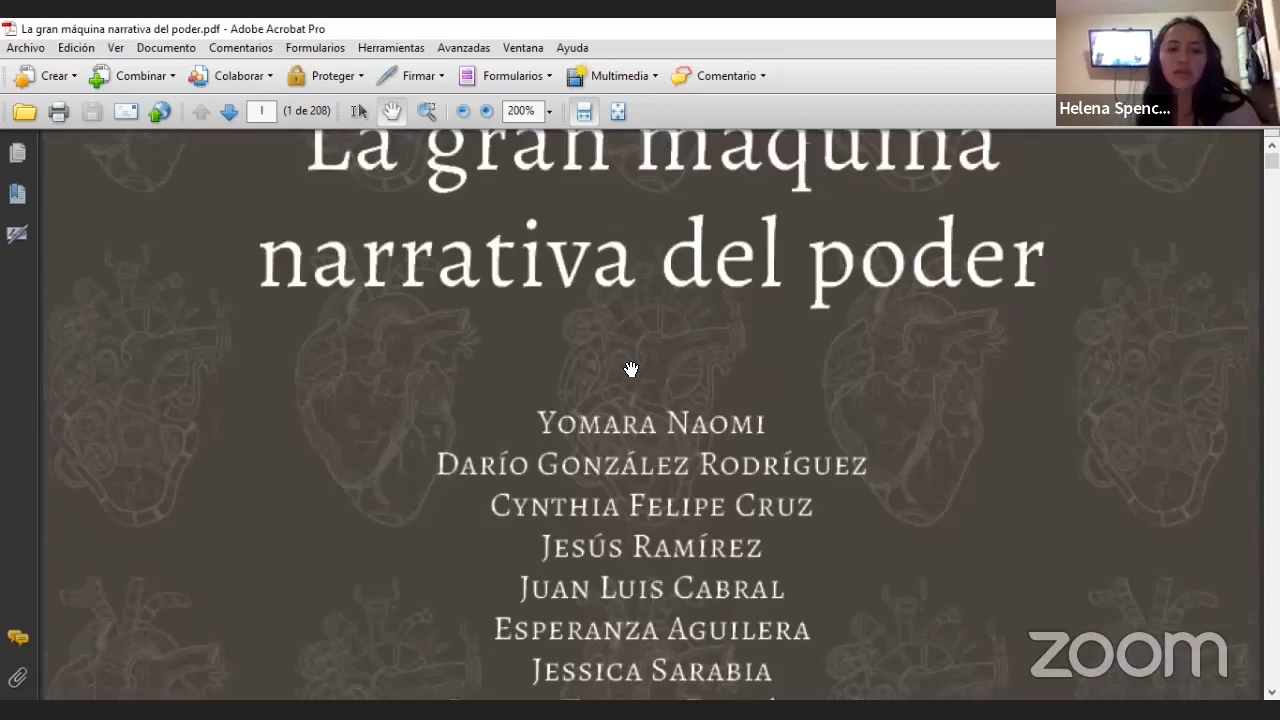 La gran máquina narrativa del poder.pdf - Adobe Acrobat Pro
Archivo Edición Ver Documento Comentarios Formularios Herramientas Avanzadas Ventana Ayuda
Crear Combinar Colaborar Proteger Firmar Formularios Multimedia Comentario
I (1 de 208) 200%
Helena Spenc...
La gran máquina
narrativa del poder
Yomara Naomi
Darío González Rodríguez
Cynthia Felipe Cruz
Jesús Ramírez
Juan Luis Cabral
Esperanza Aguilera
Jessica Sarabia
zoom